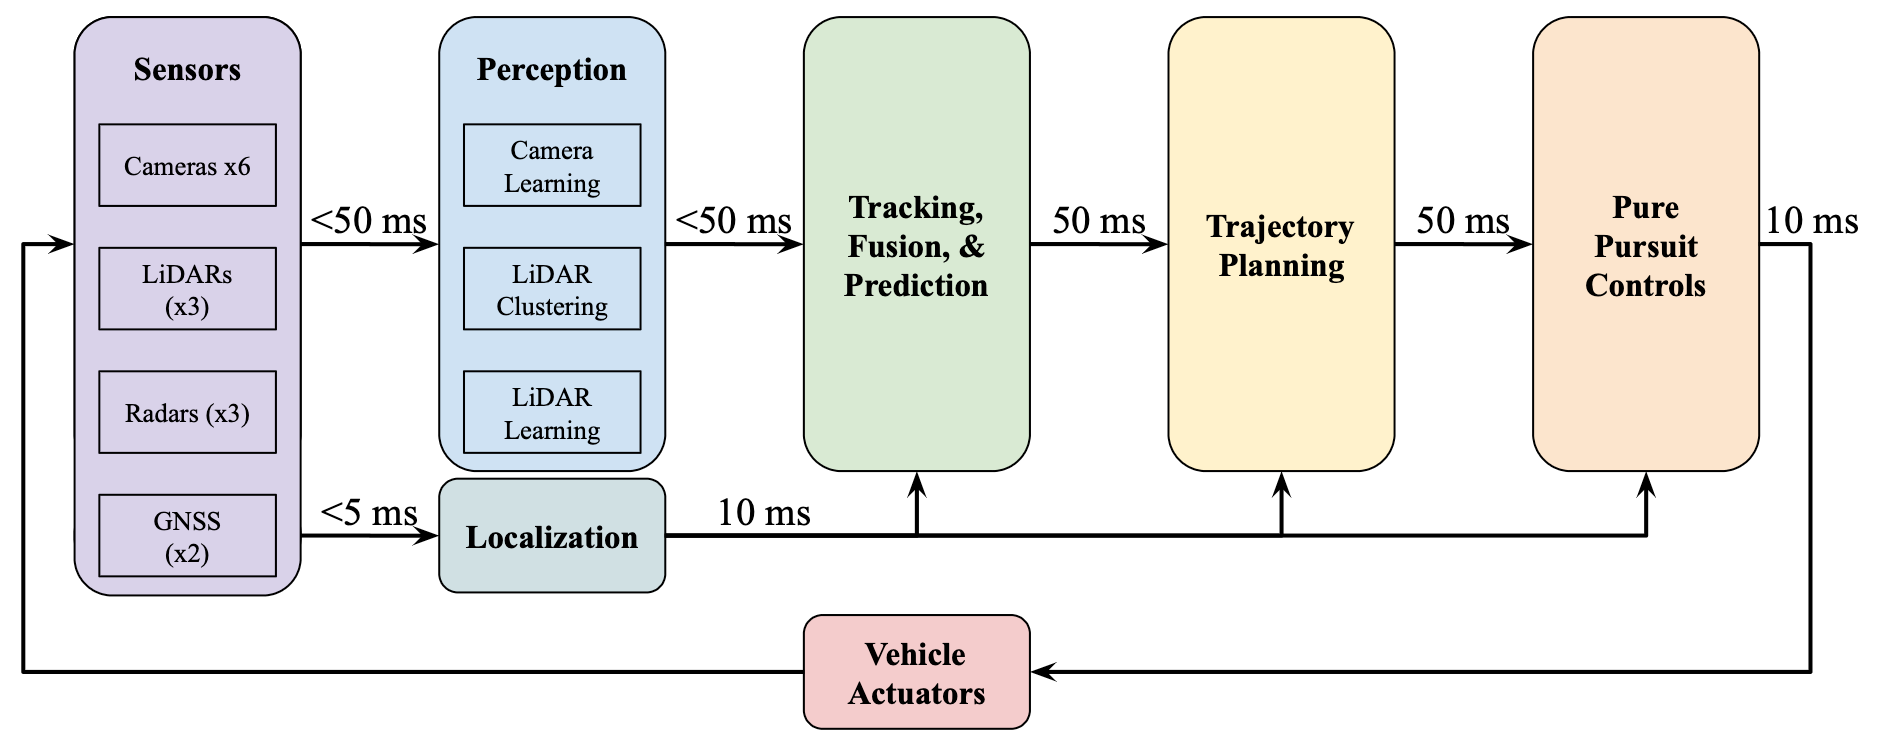 Sensors
Cameras x6
LiDARs
(x3)
Radars (x3)
GNSS
(x2)
<50 ms
<5 ms
Perception
Camera
Learning
LiDAR
Clustering
LiDAR
Learning
Localization
<50 ms
10 ms
Tracking,
Fusion, &
Prediction
50 ms
Trajectory
Planning
50 ms
Pure
Pursuit
Controls
10 ms
Vehicle
Actuators